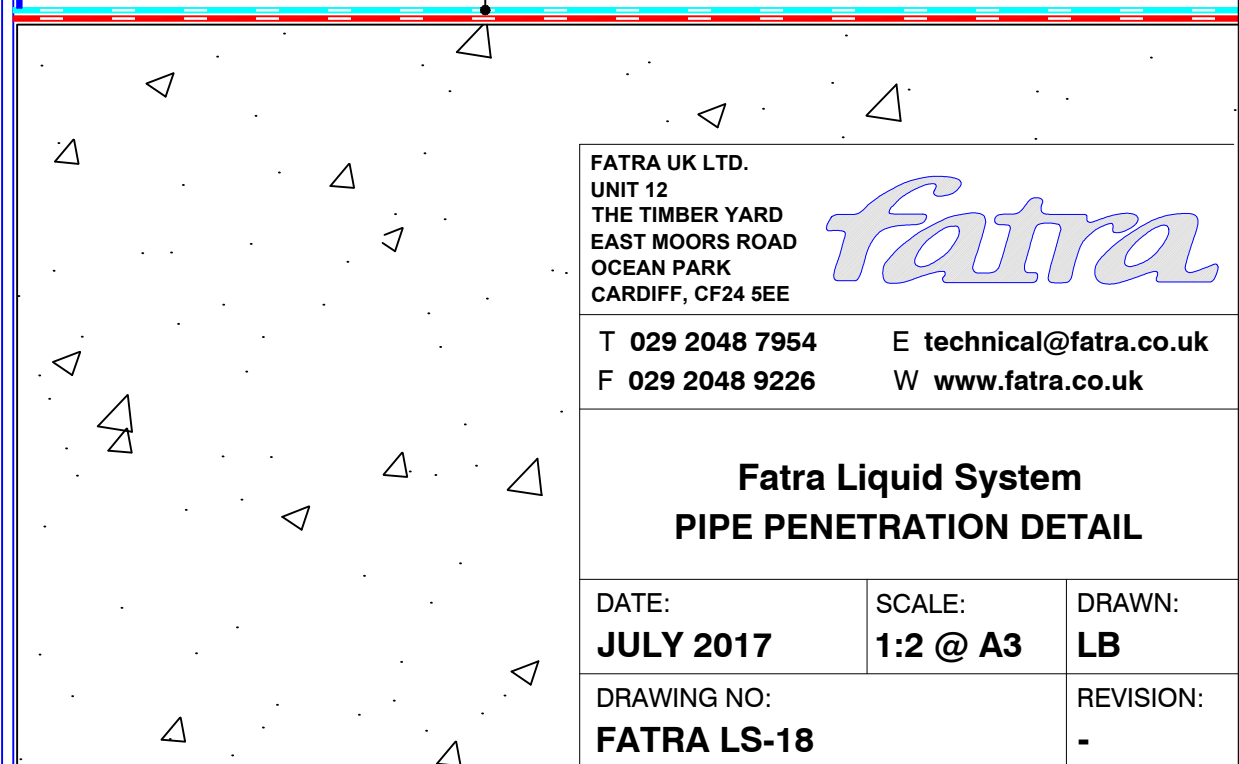 FATRA UK LTD.
UNIT 12
THE TIMBER YARD
EAST MOORS ROAD
OCEAN PARK
CARDIFF, CF24 5EE
fatra
T 029 2048 7954
E technical@fatra.co.uk
F 029 2048 9226
W www.fatra.co.uk
Fatra Liquid System
PIPE PENETRATION DETAIL
DATE:
JULY 2017
SCALE:
1:2 @ A3
DRAWN:
LB
DRAWING NO:
FATRA LS-18
REVISION:
-